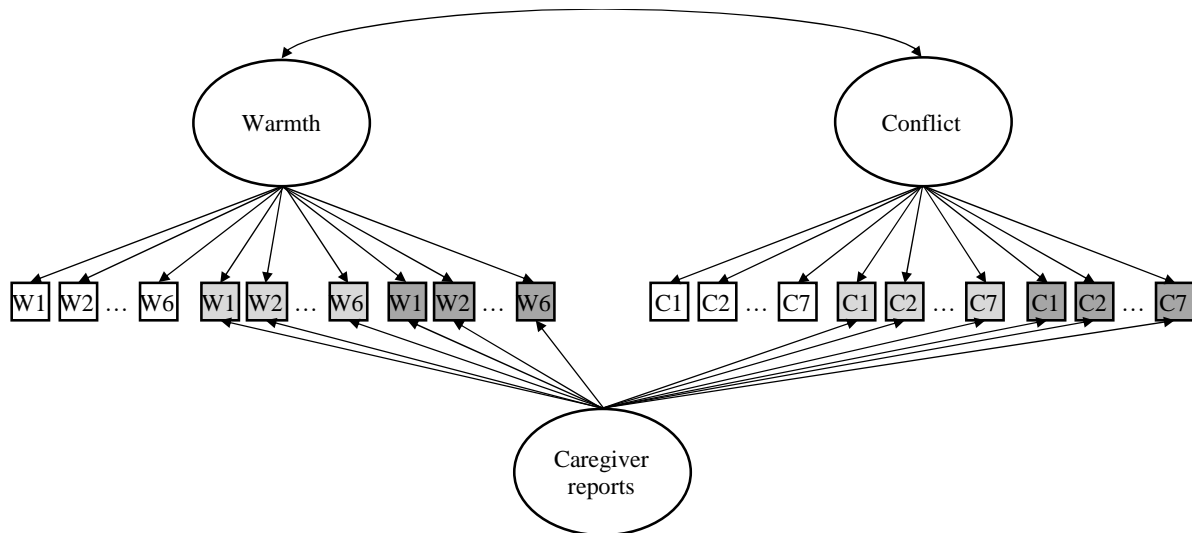 Warmth
Conflict
W1 W2 … W6 W1 W2 … W6 W1 W2 … W6
C1 C2 … C7 C1 C2 … C7 C1 C2 … C7
Caregiver
reports